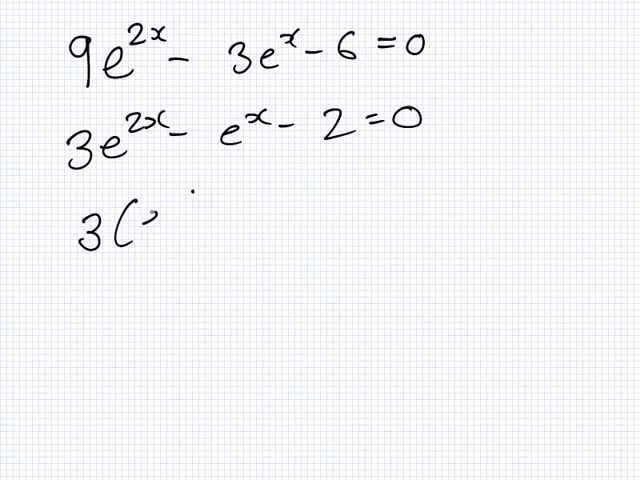 9e^{2x} - 3e^x - 6 = 0
3e^{2x} - e^x - 2 = 0
3(